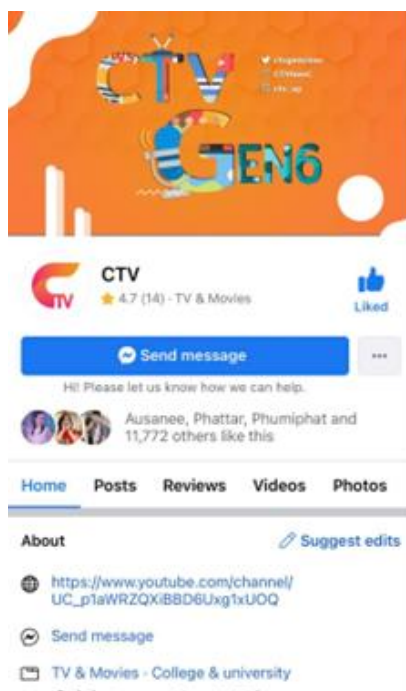 CTV
GEN6
TV
CTV
4.7 (14) · TV & Movies
Liked
Send message
Hi! Please let us know how we can help.
Ausanee, Phattar, Phumiphat and
11,772 others like this
Home Posts Reviews Videos Photos
About
Suggest edits
https://www.youtube.com/channel/
UC_p1aWRZQXiBBD6Uxg1xUOQ
Send message
TV & Movies · College & university